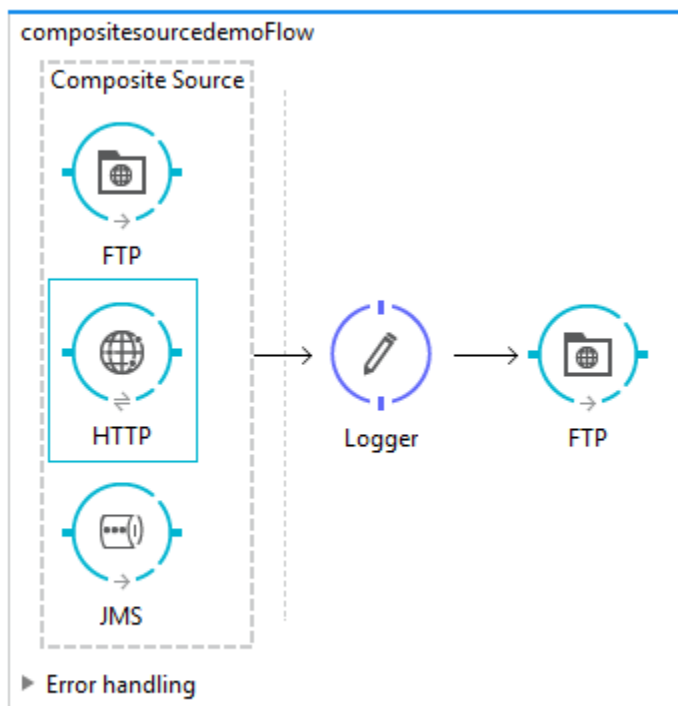 compositesourcedemoFlow
Composite Source
FTP
HTTP
Logger
FTP
JMS
Error handling